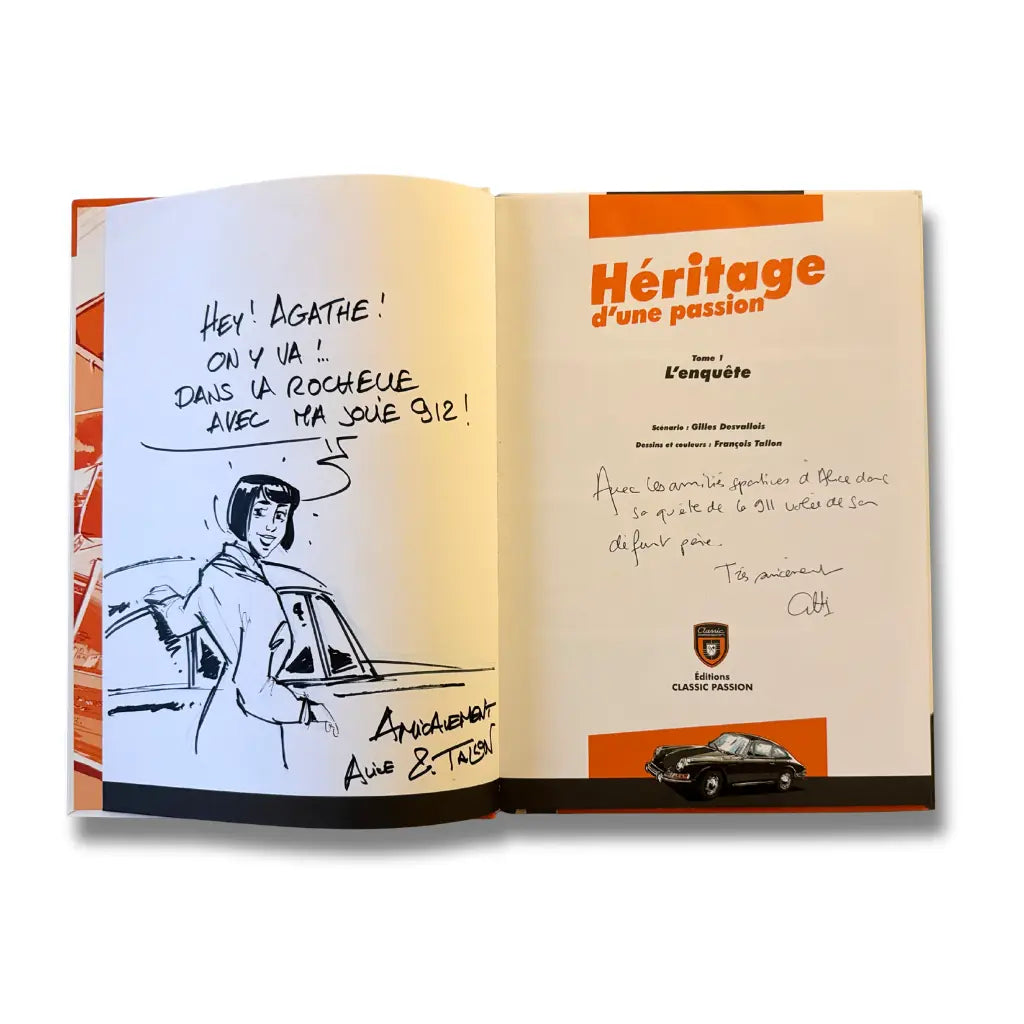 HEY! AGATHE!
ON Y VA !..
DANS LA ROCHELLE
AVEC MA JOLIE 912!
AMICALEMENT
ALICE & TALLON
Héritage
d'une passion
Tome 1
L'enquête
Scénario : Gilles Desvallois
Dessins et couleurs : François Tallon
Avec les amitiés sportives d'Alice dans
sa quête de la 911 volée de son
défunt père.
Très sincèrement
Classic
Éditions
CLASSIC PASSION